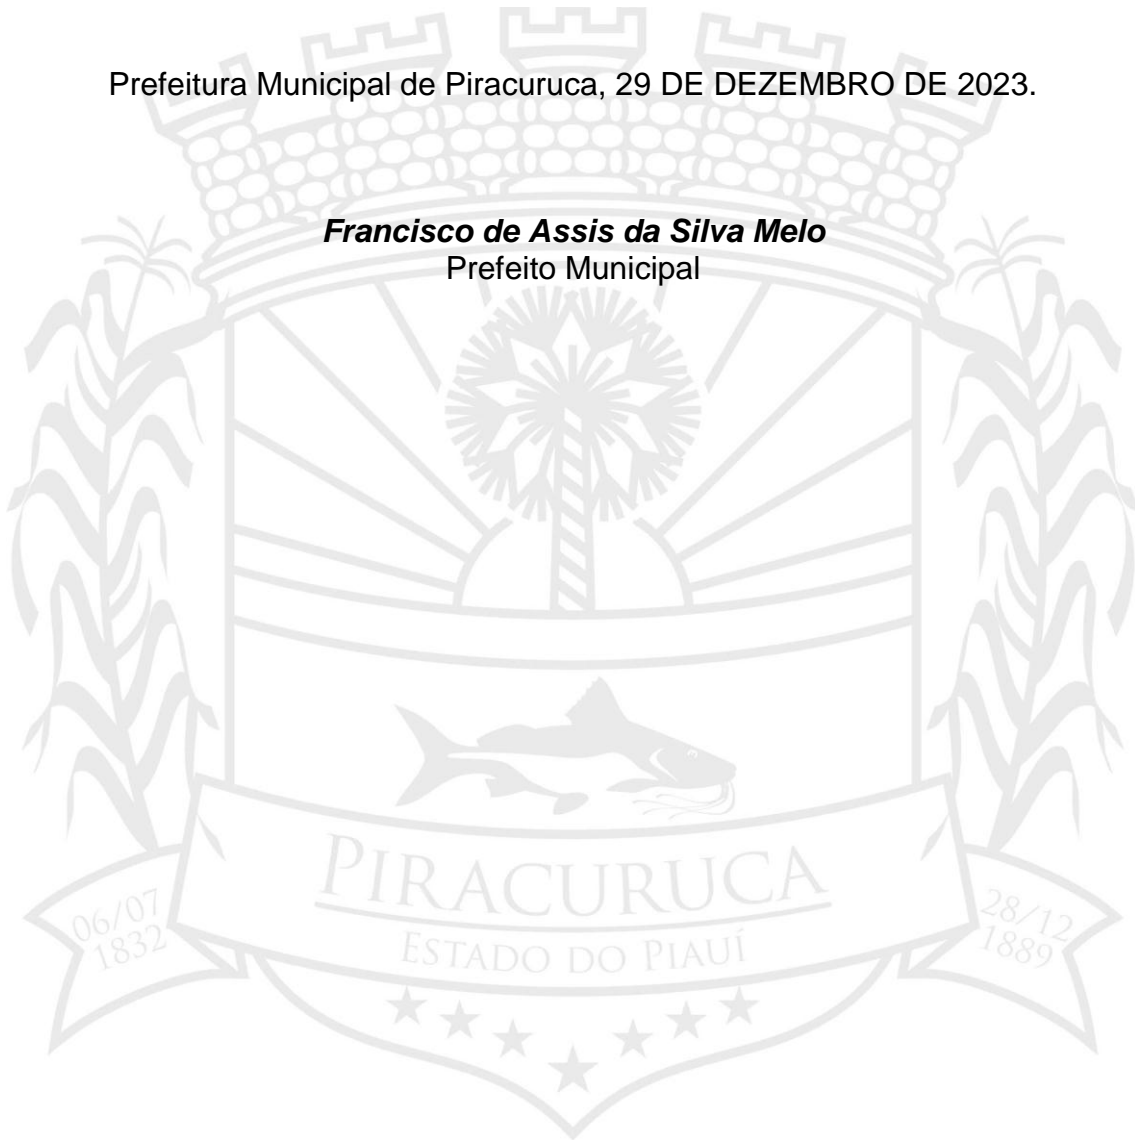 Prefeitura Municipal de Piracuruca, 29 DE DEZEMBRO DE 2023.
Francisco de Assis da Silva Melo
Prefeito Municipal
PIRACURUCA
ESTADO DO PIAUÍ
06/07
1832
28/12
1889